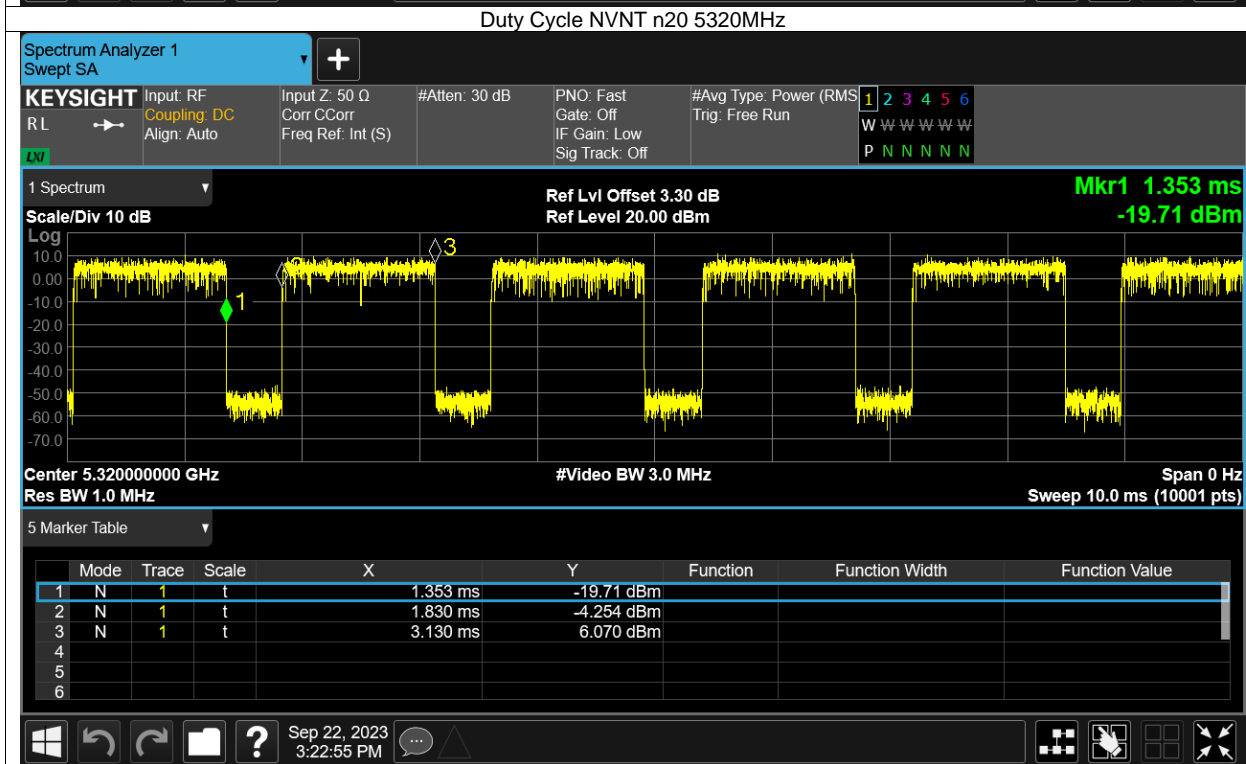 Duty Cycle NVNT n20 5320MHz
Spectrum Analyzer 1
Swept SA
+
KEYSIGHT
RL
LXI
Input: RF
Coupling: DC
Align: Auto
Input Z: 50 Ω
Corr CCorr
Freq Ref: Int (S)
#Atten: 30 dB
PNO: Fast
Gate: Off
IF Gain: Low
Sig Track: Off
#Avg Type: Power (RMS
Trig: Free Run
1 2 3 4 5 6
W W W W W W
P N N N N N
1 Spectrum
Scale/Div 10 dB
Ref Lvl Offset 3.30 dB
Ref Level 20.00 dBm
Mkr1 1.353 ms
-19.71 dBm
Log
10.0
0.00
-10.0
-20.0
-30.0
-40.0
-50.0
-60.0
-70.0
1
2
3
Center 5.320000000 GHz
Res BW 1.0 MHz
#Video BW 3.0 MHz
Span 0 Hz
Sweep 10.0 ms (10001 pts)
5 Marker Table
Mode Trace Scale X Y Function Function Width Function Value
1 N 1 t 1.353 ms -19.71 dBm
2 N 1 t 1.830 ms -4.254 dBm
3 N 1 t 3.130 ms 6.070 dBm
4
5
6
?
Sep 22, 2023
3:22:55 PM